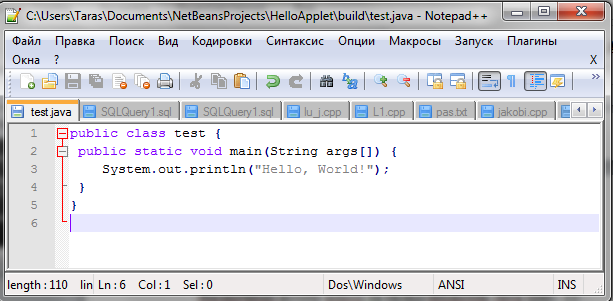 C:\Users\Taras\Documents\NetBeansProjects\HelloApplet\build\test.java - Notepad++
Файл Правка Поиск Вид Кодировки Синтаксис Опции Макросы Запуск Плагины
Окна ? X
test.java SQLQuery1.sql SQLQuery1.sql lu_j.cpp L1.cpp pas.txt jakobi.cpp
1 public class test {
2 public static void main(String args[]) {
3 System.out.println("Hello, World!");
4 }
5 }
6
length : 110 lin Ln : 6 Col : 1 Sel : 0 Dos\Windows ANSI INS